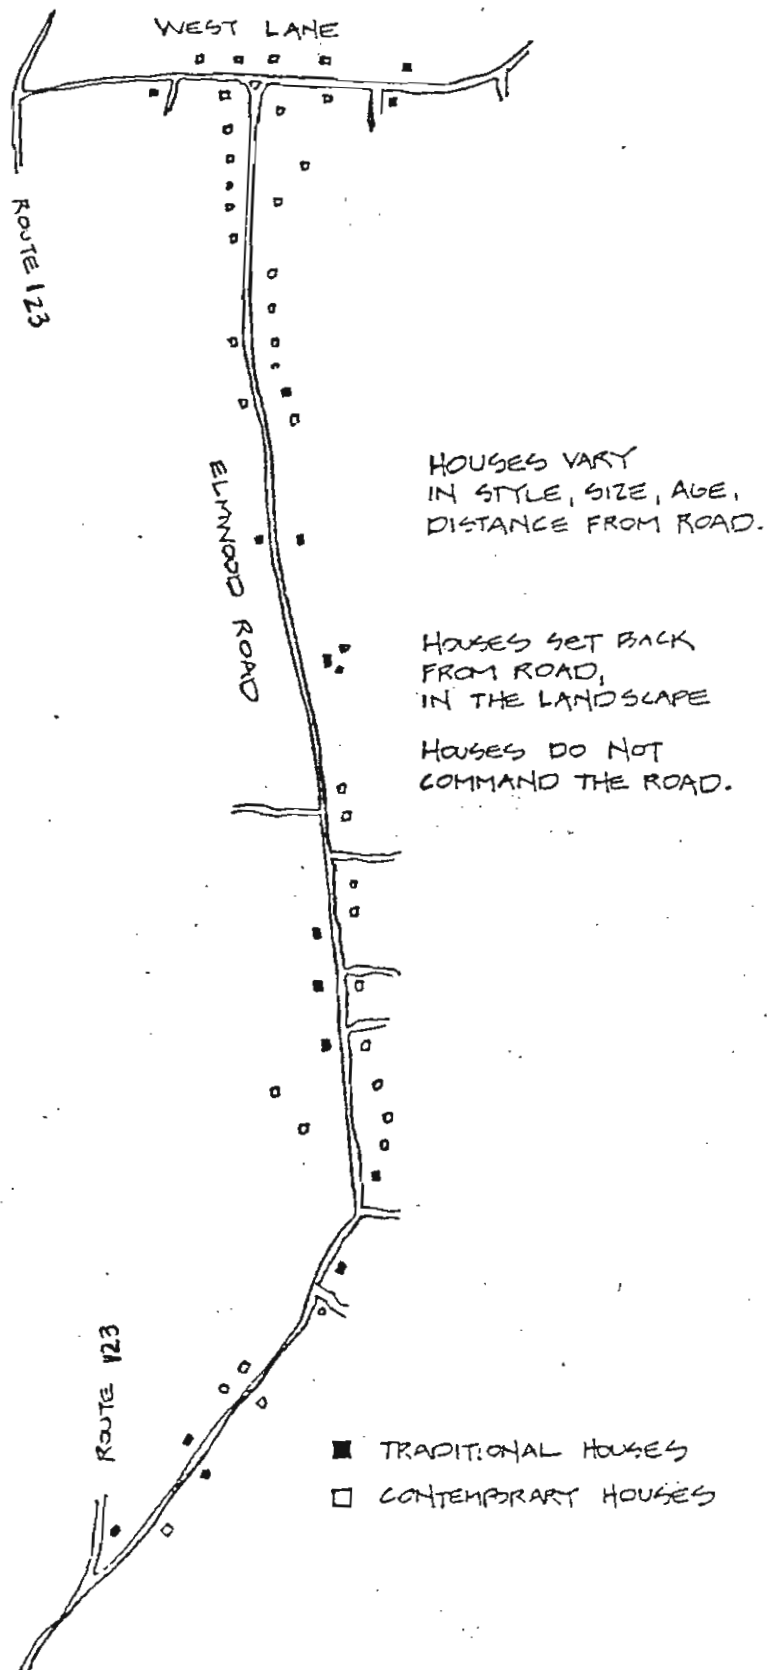 WEST LANE
ROUTE 123
ELMWOOD ROAD
HOUSES VARY
IN STYLE, SIZE, AGE,
DISTANCE FROM ROAD.
HOUSES SET BACK
FROM ROAD,
IN THE LANDSCAPE
HOUSES DO NOT
COMMAND THE ROAD.
ROUTE 123
TRADITIONAL HOUSES
CONTEMPORARY HOUSES